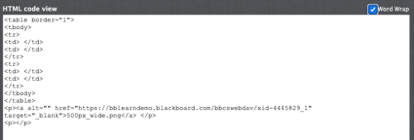 HTML code view
Word Wrap
<table border="1">
<tbody>
<tr>
<td> </td>
<td> </td>
</tr>
<tr>
<td> </td>
<td> </td>
</tr>
</tbody>
</table>
<p><a alt="" href="https://bblearndemo.blackboard.com/bbcswebdav/xid-4445829_1"
target="_blank">500px_wide.png</a> </p>
<p></p>